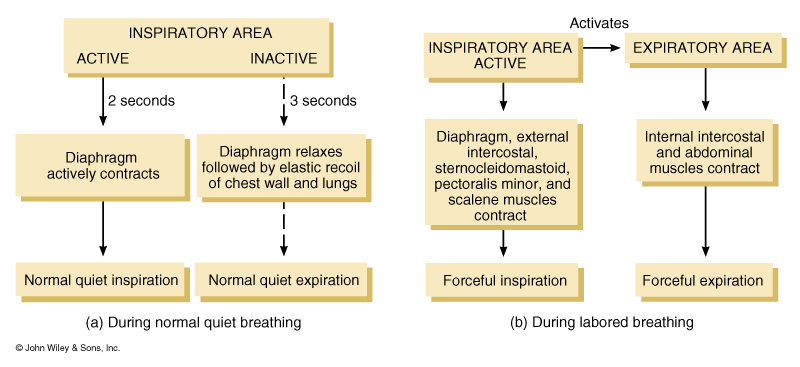 INSPIRATORY AREA
ACTIVE INACTIVE
2 seconds
3 seconds
Diaphragm
actively contracts
Diaphragm relaxes
followed by elastic recoil
of chest wall and lungs
Normal quiet inspiration
Normal quiet expiration
(a) During normal quiet breathing
Activates
INSPIRATORY AREA
ACTIVE
EXPIRATORY AREA
Diaphragm, external
intercostal,
sternocleidomastoid,
pectoralis minor, and
scalene muscles
contract
Internal intercostal
and abdominal
muscles contract
Forceful inspiration
Forceful expiration
(b) During labored breathing
© John Wiley & Sons, Inc.